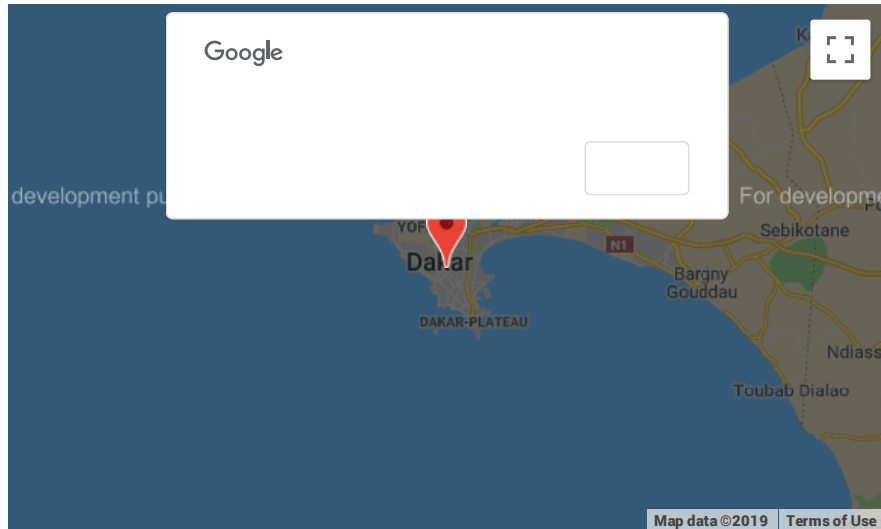 Google
development pu
For developme
YOF
N1
Sebikotane
Dakar
Bargny
Gouddau
DAKAR-PLATEAU
Ndiass
Toubab Dialao
Map data ©2019 Terms of Use